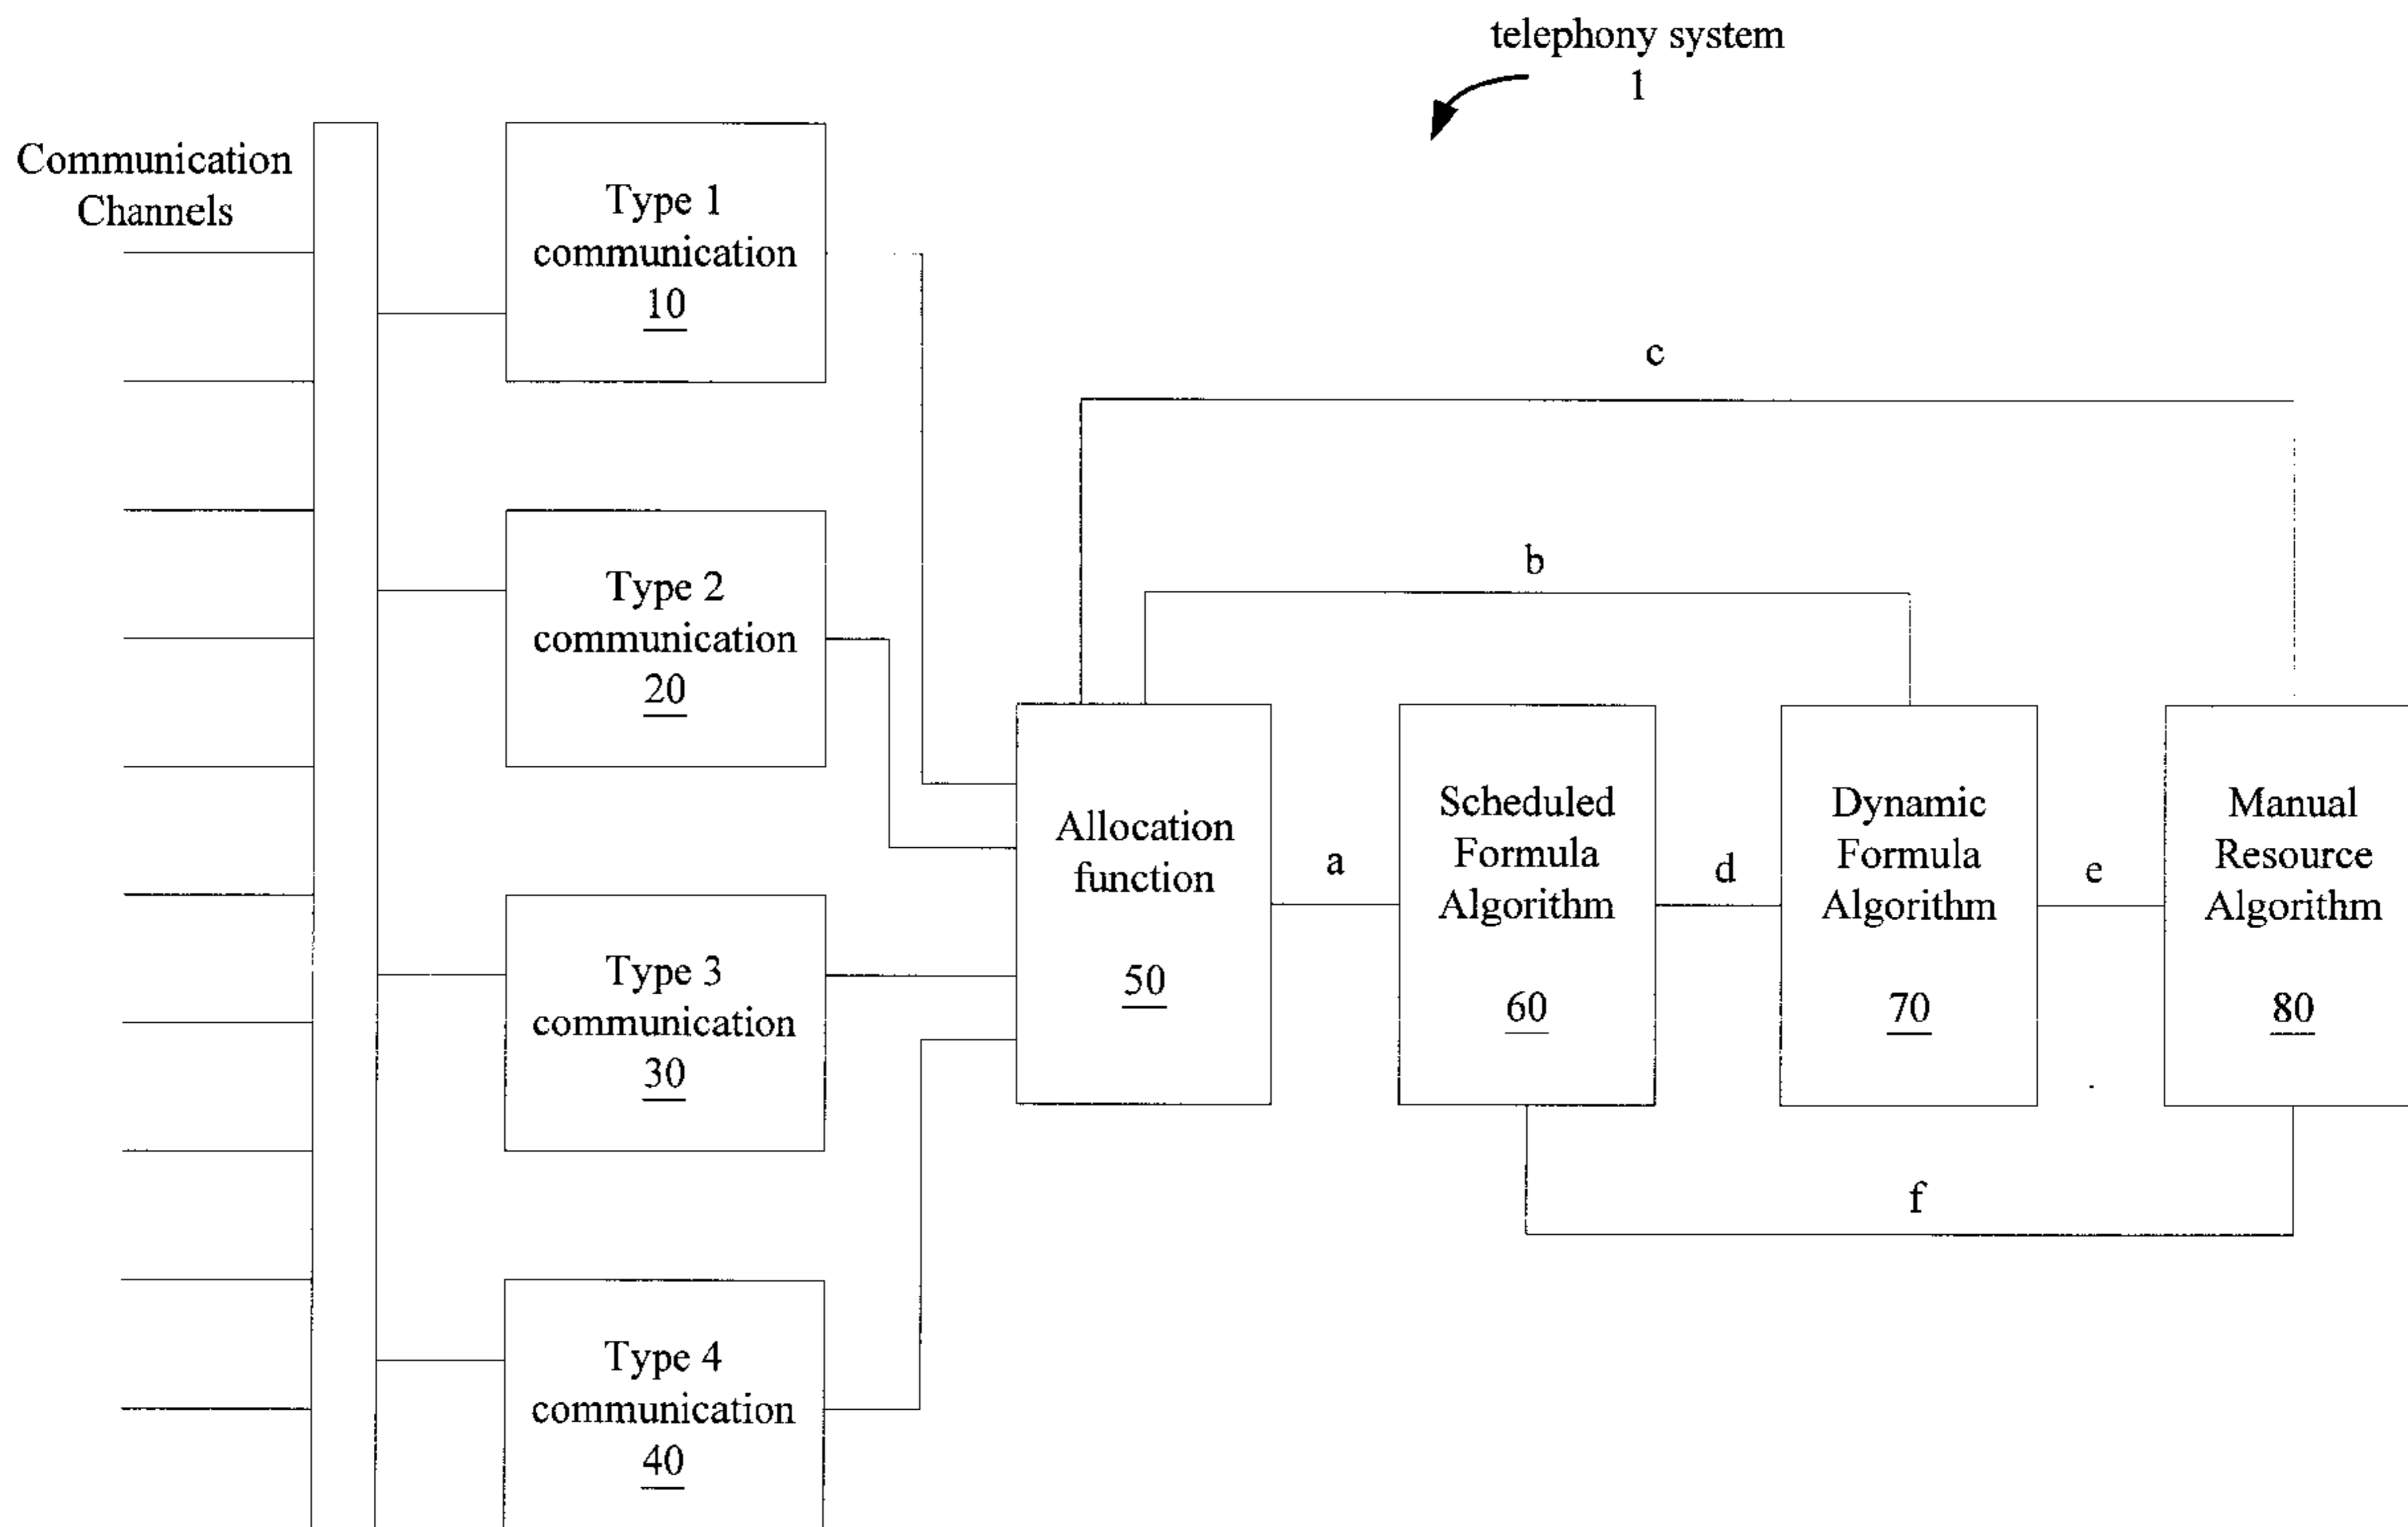 telephony system
1
Communication
Channels
Type 1
communication
10
c
Type 2
communication
20
b
Allocation
function
50
a
Scheduled
Formula
Algorithm
60
d
Dynamic
Formula
Algorithm
70
e
Manual
Resource
Algorithm
80
Type 3
communication
30
f
Type 4
communication
40